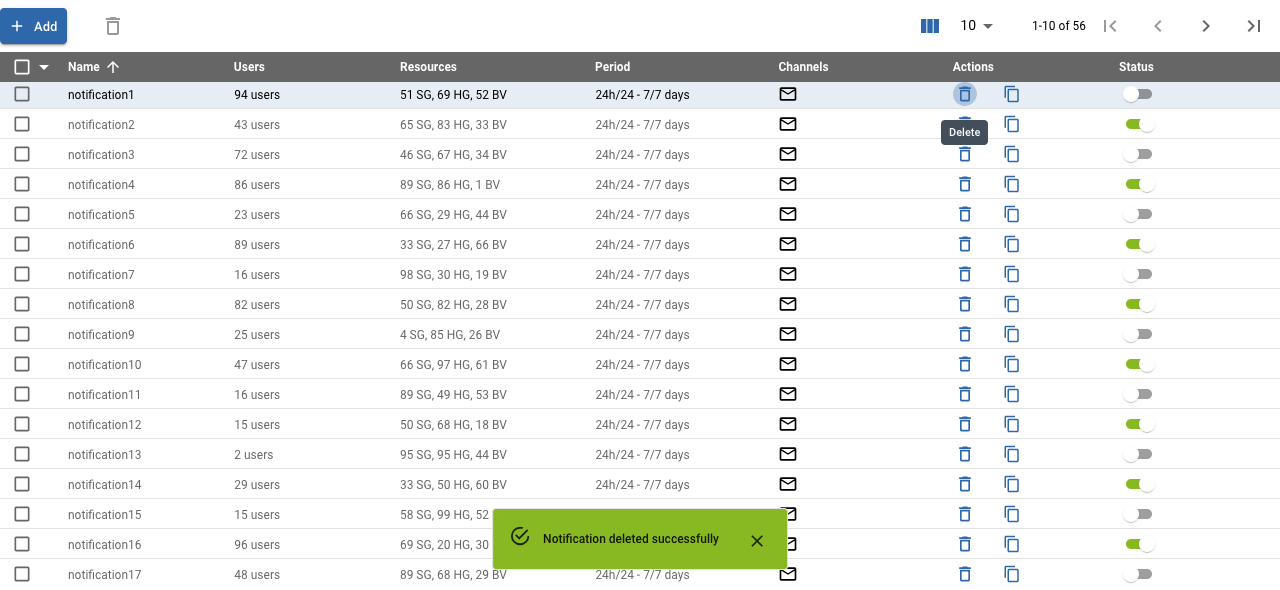 Add 10 1-10 of 56
Name Users Resources Period Channels Actions Status
notification1 94 users 51 SG, 69 HG, 52 BV 24h/24 - 7/7 days
notification2 43 users 65 SG, 83 HG, 33 BV 24h/24 - 7/7 days
Delete
notification3 72 users 46 SG, 67 HG, 34 BV 24h/24 - 7/7 days
notification4 86 users 89 SG, 86 HG, 1 BV 24h/24 - 7/7 days
notification5 23 users 66 SG, 29 HG, 44 BV 24h/24 - 7/7 days
notification6 89 users 33 SG, 27 HG, 66 BV 24h/24 - 7/7 days
notification7 16 users 98 SG, 30 HG, 19 BV 24h/24 - 7/7 days
notification8 82 users 50 SG, 82 HG, 28 BV 24h/24 - 7/7 days
notification9 25 users 4 SG, 85 HG, 26 BV 24h/24 - 7/7 days
notification10 47 users 66 SG, 97 HG, 61 BV 24h/24 - 7/7 days
notification11 16 users 89 SG, 49 HG, 53 BV 24h/24 - 7/7 days
notification12 15 users 50 SG, 68 HG, 18 BV 24h/24 - 7/7 days
notification13 2 users 95 SG, 95 HG, 44 BV 24h/24 - 7/7 days
notification14 29 users 33 SG, 50 HG, 60 BV 24h/24 - 7/7 days
notification15 15 users 58 SG, 99 HG, 52
Notification deleted successfully
notification16 96 users 69 SG, 20 HG, 30
notification17 48 users 89 SG, 68 HG, 29 BV 24h/24 - 7/7 days